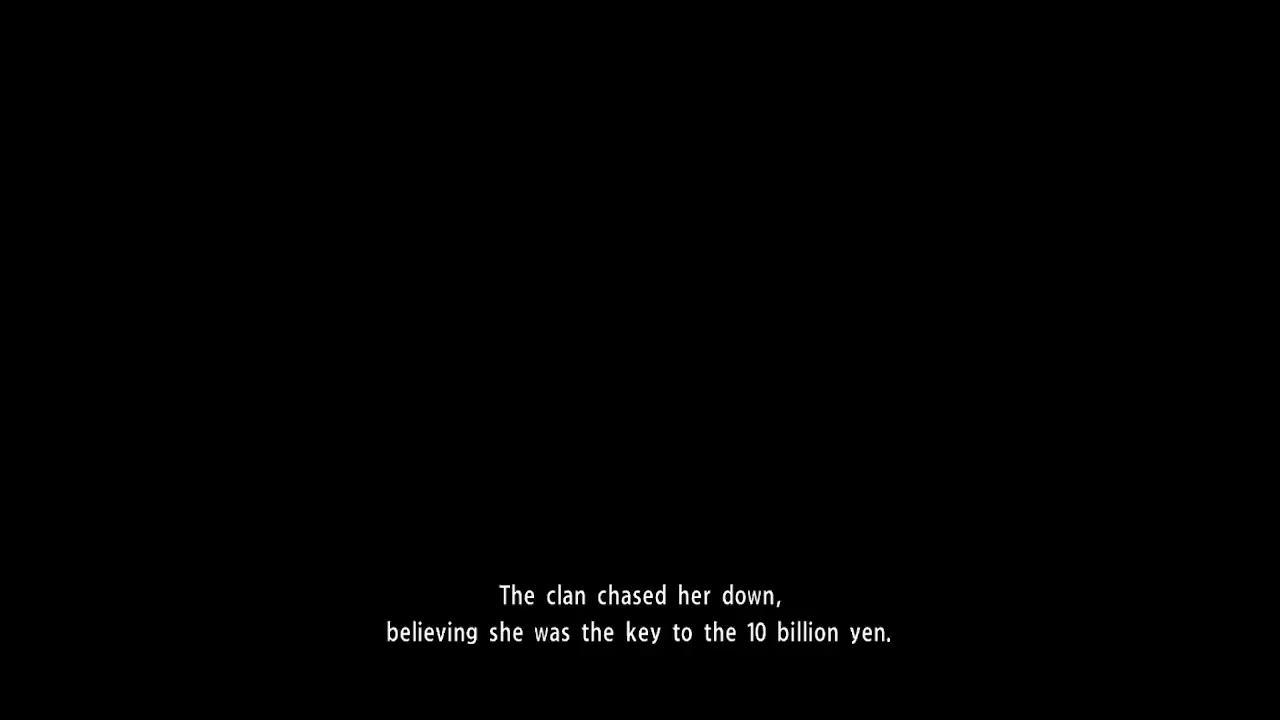 The clan chased her down,
believing she was the key to the 10 billion yen.